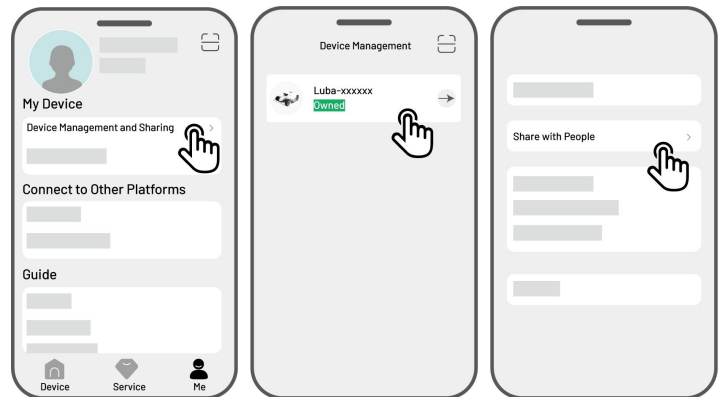 My Device
Device Management and Sharing
Connect to Other Platforms
Guide
Device
Service
Me
Device Management
Luba-xxxxxx
Owned
Share with People